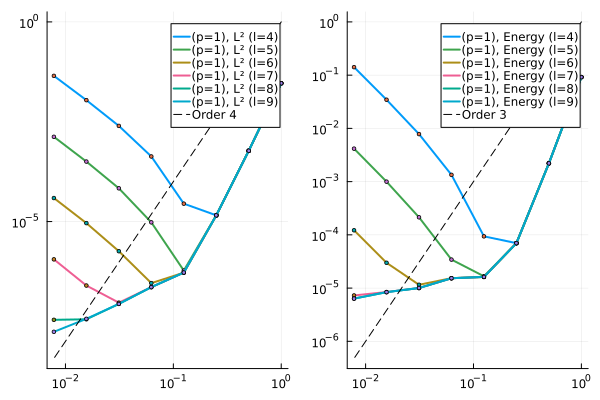 10⁰
10⁻⁵
10⁻² 10⁻¹ 10⁰
(p=1), L² (l=4)
(p=1), L² (l=5)
(p=1), L² (l=6)
(p=1), L² (l=7)
(p=1), L² (l=8)
(p=1), L² (l=9)
Order 4
10⁰
10⁻¹
10⁻²
10⁻³
10⁻⁴
10⁻⁵
10⁻⁶
10⁻² 10⁻¹ 10⁰
(p=1), Energy (l=4)
(p=1), Energy (l=5)
(p=1), Energy (l=6)
(p=1), Energy (l=7)
(p=1), Energy (l=8)
(p=1), Energy (l=9)
Order 3